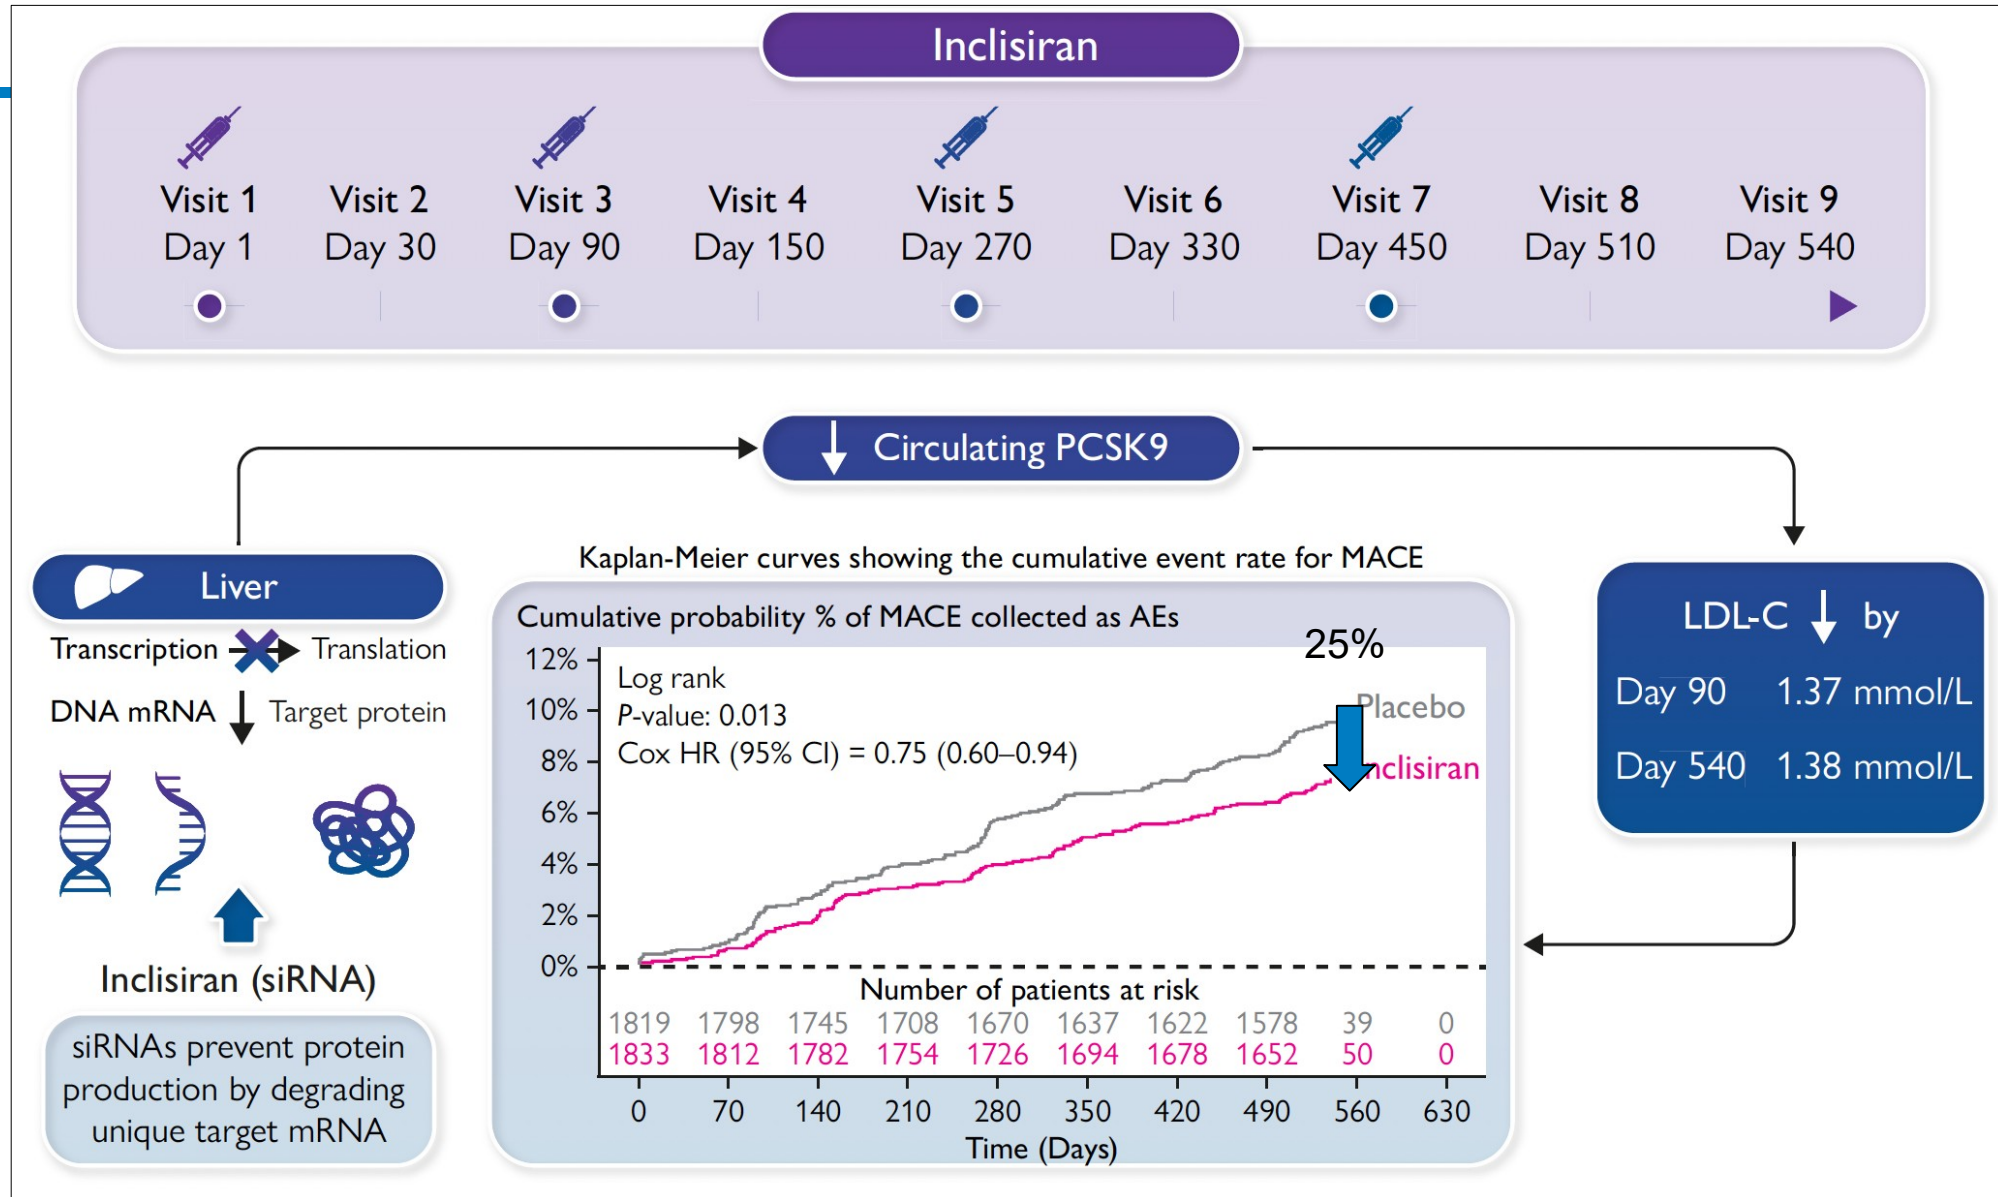 Inclisiran
Visit 1 Visit 2 Visit 3 Visit 4 Visit 5 Visit 6 Visit 7 Visit 8 Visit 9
Day 1 Day 30 Day 90 Day 150 Day 270 Day 330 Day 450 Day 510 Day 540
Circulating PCSK9
Liver
Transcription Translation
DNA mRNA Target protein
Inclisiran (siRNA)
siRNAs prevent protein
production by degrading
unique target mRNA
Kaplan-Meier curves showing the cumulative event rate for MACE
Cumulative probability % of MACE collected as AEs
25%
12%
10%
8%
6%
4%
2%
0%
Log rank
P-value: 0.013
Cox HR (95% CI) = 0.75 (0.60–0.94)
Placebo
nclisiran
Number of patients at risk
1819 1798 1745 1708 1670 1637 1622 1578 39 0
1833 1812 1782 1754 1726 1694 1678 1652 50 0
0 70 140 210 280 350 420 490 560 630
Time (Days)
LDL-C by
Day 90 1.37 mmol/L
Day 540 1.38 mmol/L